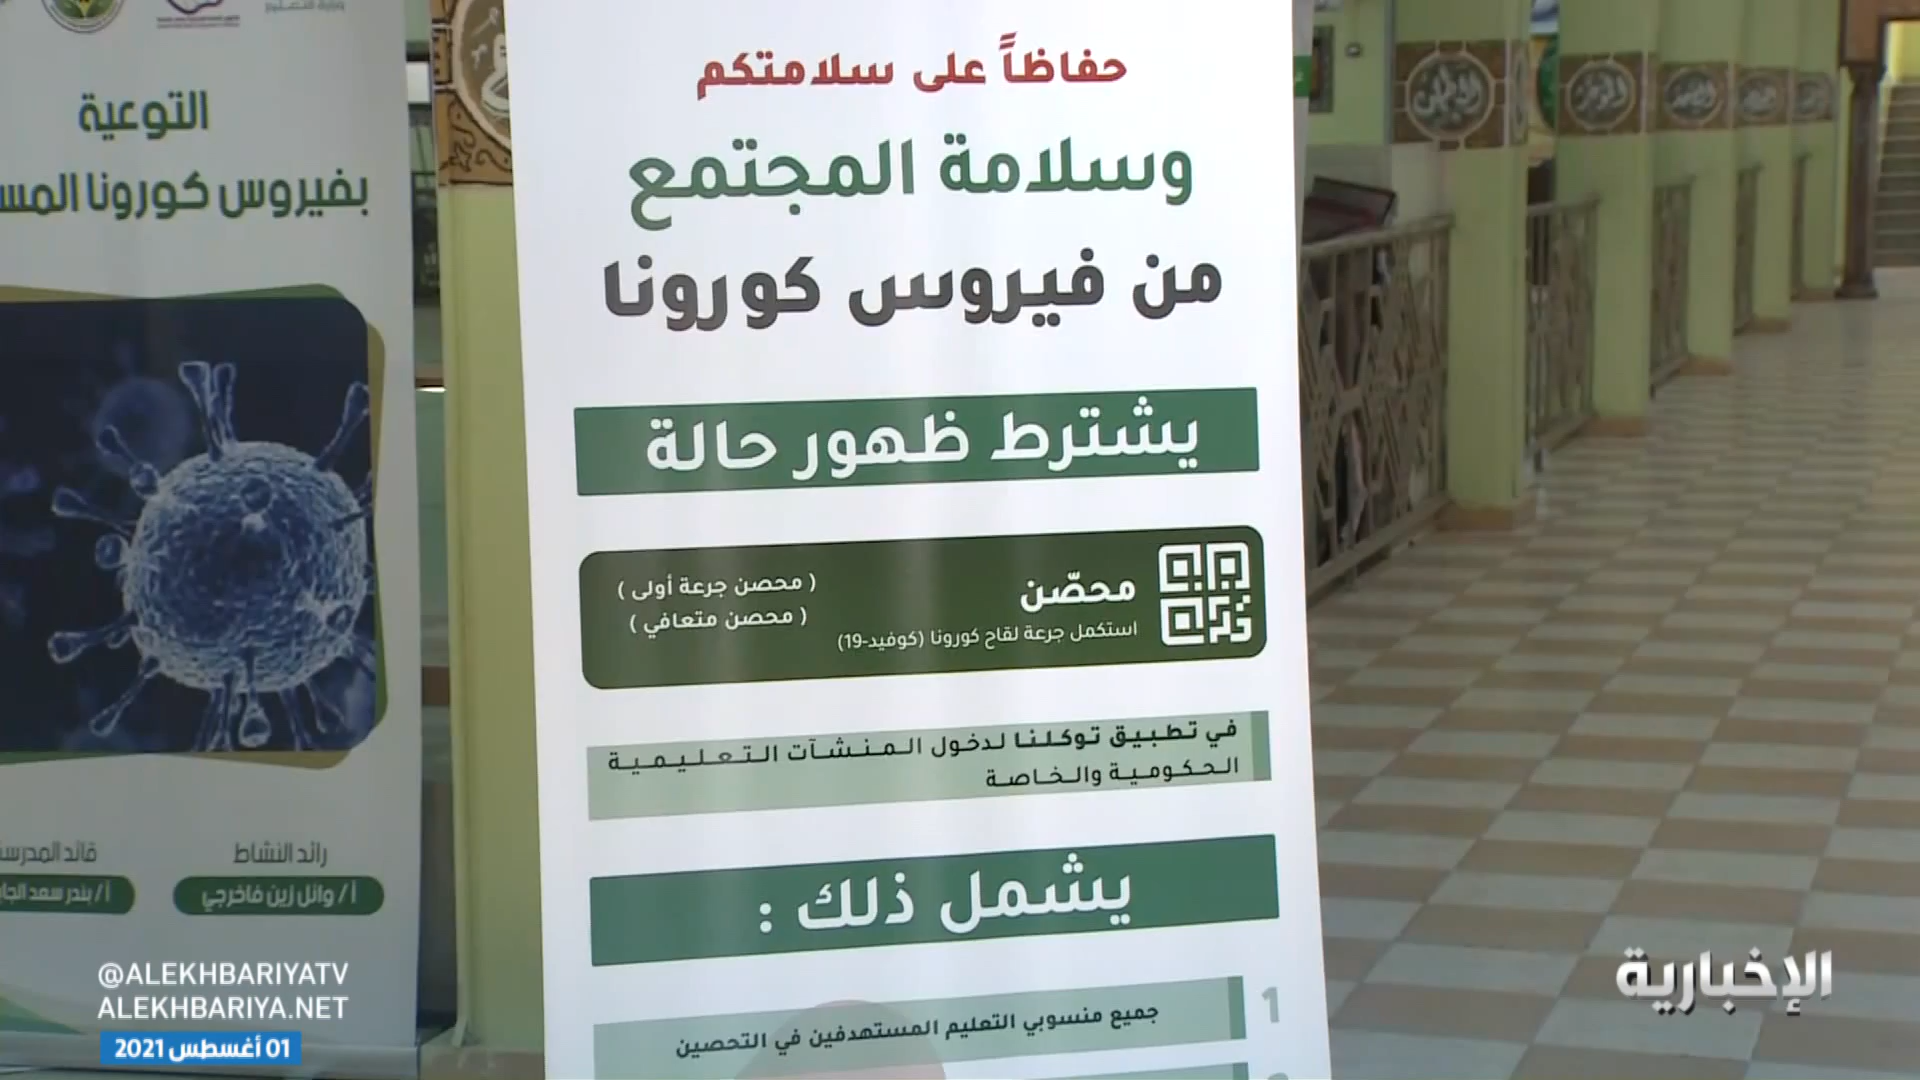 حفاظاً على سلامتكم
وسلامة المجتمع
من فيروس كورونا
يشترط ظهور حالة
محصّن
استكمل جرعة لقاح كورونا (كوفيد-19)
( محصن جرعة أولى )
( محصن متعافي )
في تطبيق توكلنا لدخول المنشآت التعليمية
الحكومية والخاصة
يشمل ذلك :
1
جميع منسوبي التعليم المستهدفين في التحصين
التوعية
بفيروس كورونا
رائد النشاط
أ/ وائل زين فاخرجي
قائد المدرسة
أ/ بندر سعد
الإخبارية
@ALEKHBARIYATV
ALEKHBARIYA.NET
01 أغسطس 2021